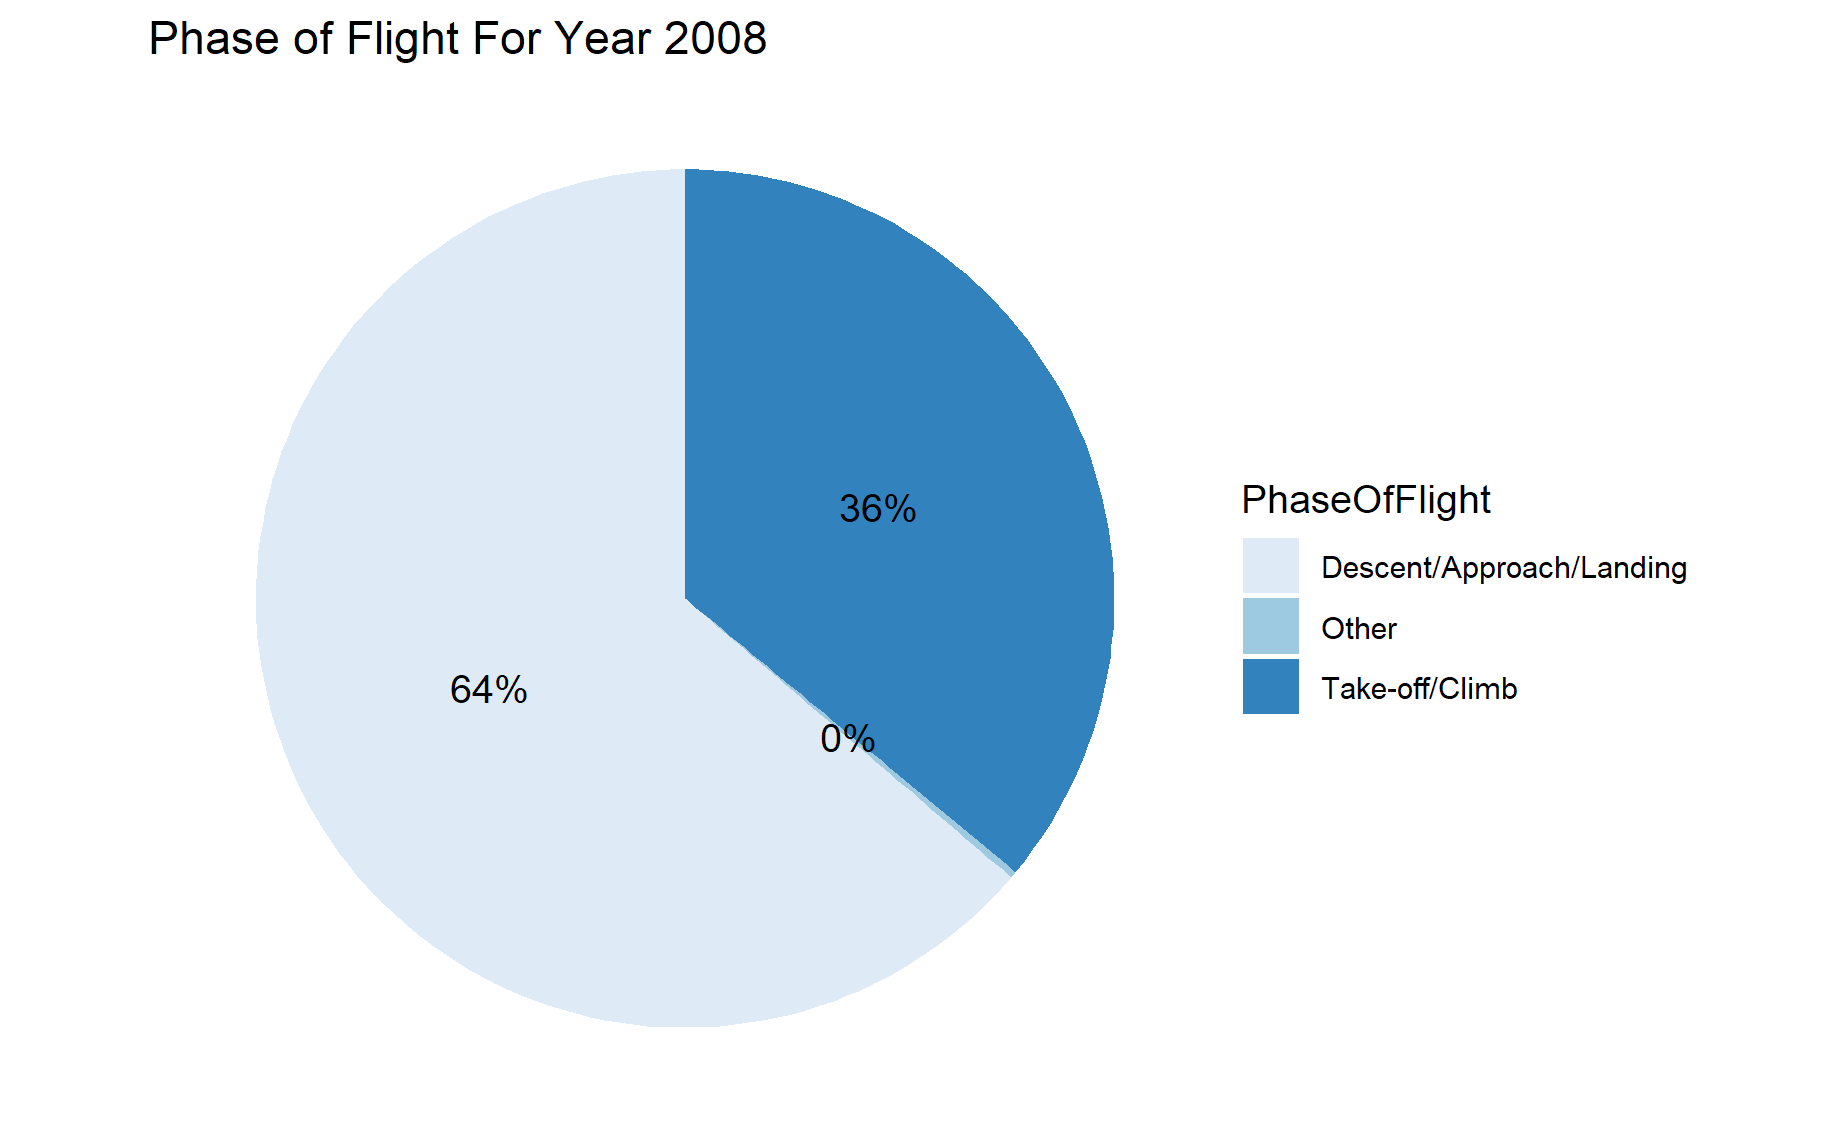 Phase of Flight For Year 2008
36%
64%
0%
PhaseOfFlight
Descent/Approach/Landing
Other
Take-off/Climb